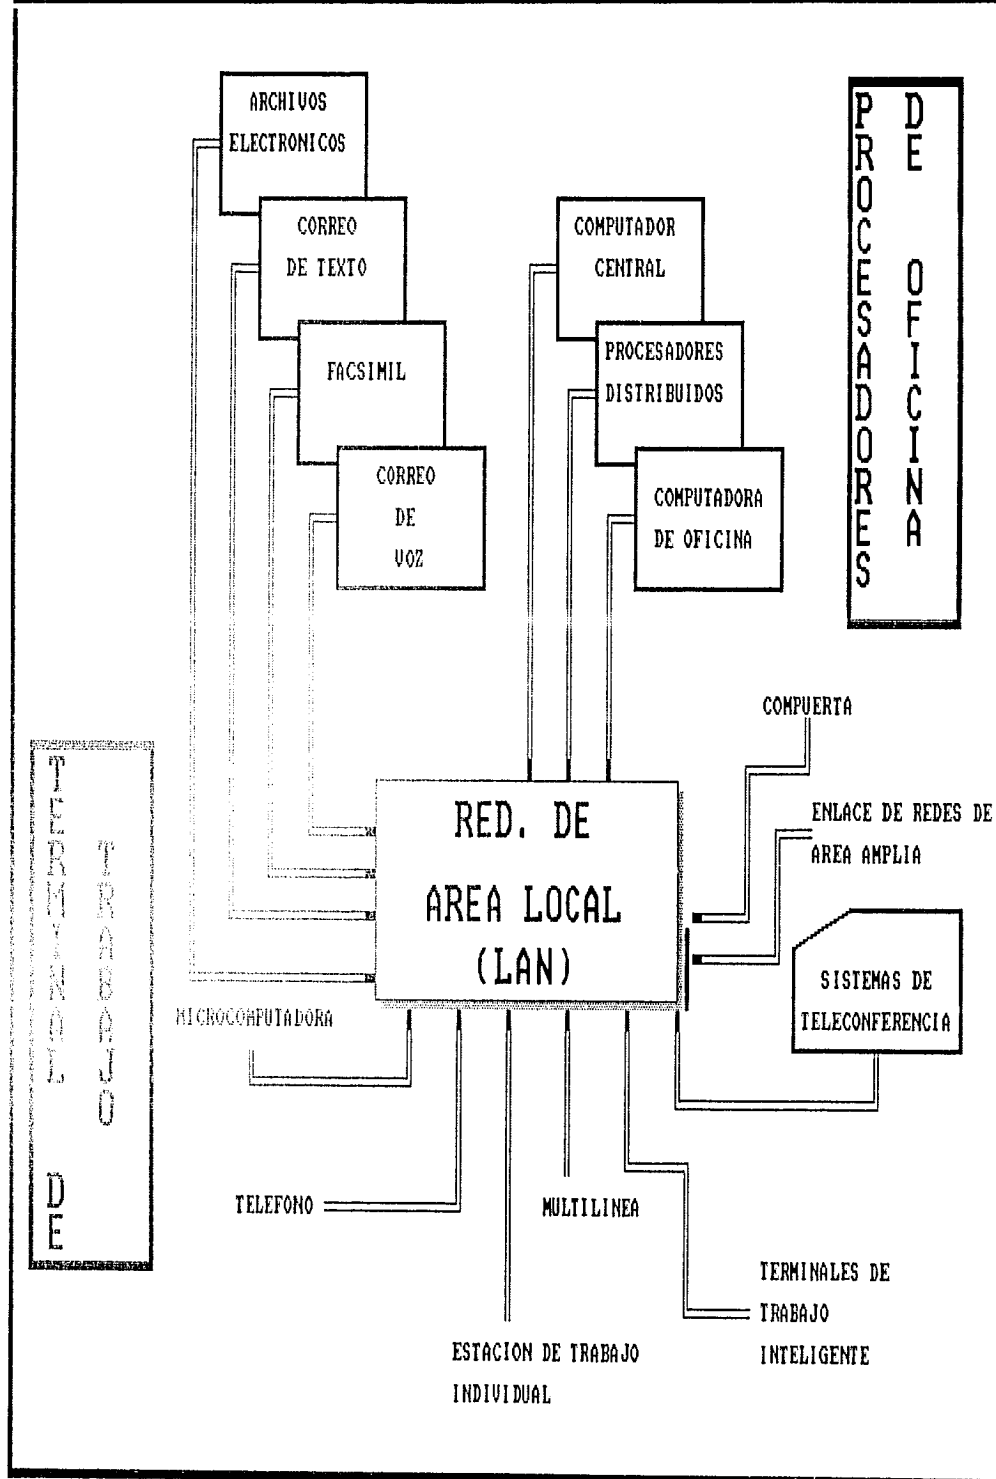 ARCHIVOS
ELECTRONICOS
CORREO
DE TEXTO
FACSIMIL
CORREO
DE
VOZ
COMPUTADOR
CENTRAL
PROCESADORES
DISTRIBUIDOS
COMPUTADORA
DE OFICINA
PROCESADORES
DE OFICINA
COMPUERTA
ENLACE DE REDES DE
AREA AMPLIA
RED. DE
AREA LOCAL
(LAN)
SISTEMAS DE
TELECONFERENCIA
TERMINAL DE
TRABAJO
MICROCOMPUTADORA
TELEFONO
MULTILINEA
TERMINALES DE
TRABAJO
INTELIGENTE
ESTACION DE TRABAJO
INDIVIDUAL